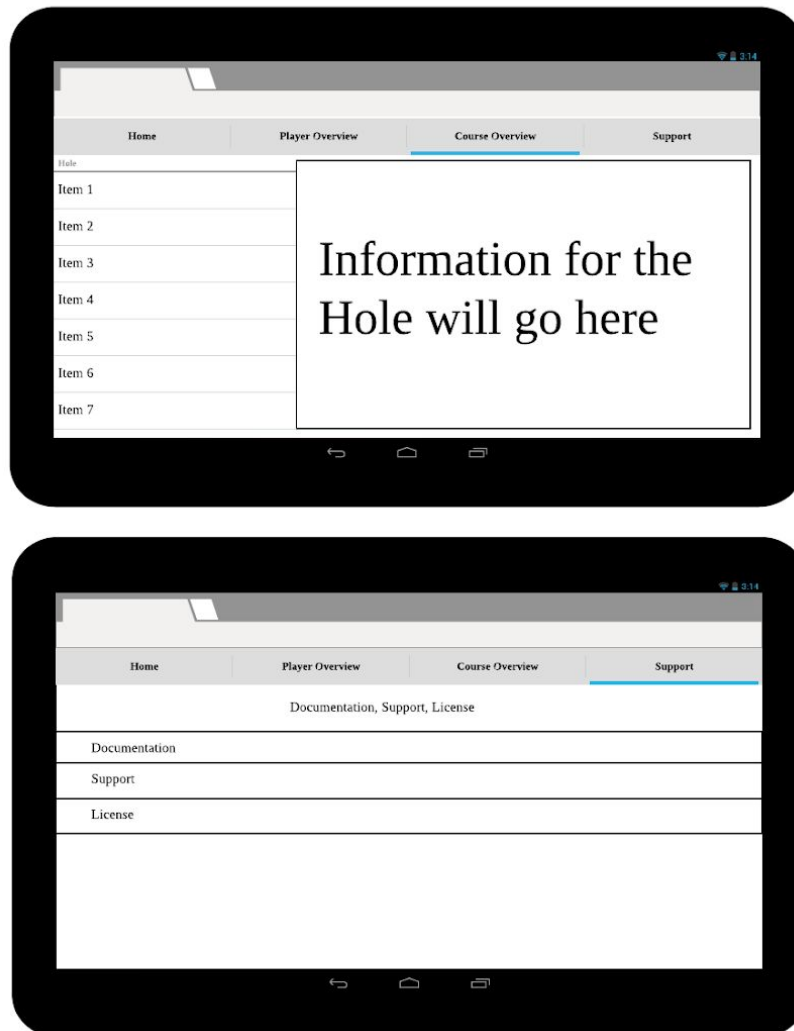 3:14
Home Player Overview Course Overview Support
Hole
Item 1
Item 2
Item 3
Item 4
Item 5
Item 6
Item 7
Information for the
Hole will go here
3:14
Home Player Overview Course Overview Support
Documentation, Support, License
Documentation
Support
License